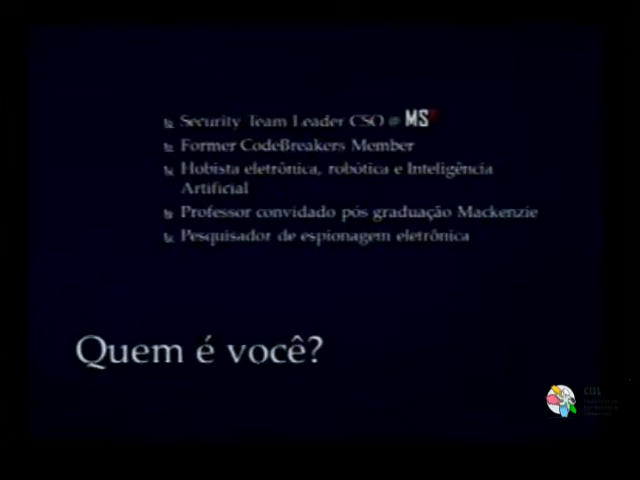 Security Team Leader CSO @ MS
Former CodeBreakers Member
Hobista eletrônica, robótica e Inteligência
Artificial
Professor convidado pós graduação Mackenzie
Pesquisador de espionagem eletrônica
Quem é você?